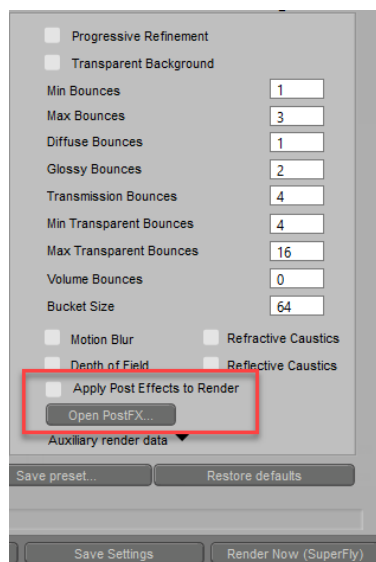 Progressive Refinement
Transparent Background
Min Bounces 1
Max Bounces 3
Diffuse Bounces 1
Glossy Bounces 2
Transmission Bounces 4
Min Transparent Bounces 4
Max Transparent Bounces 16
Volume Bounces 0
Bucket Size 64
Motion Blur Refractive Caustics
Depth of Field Reflective Caustics
Apply Post Effects to Render
Open PostFX...
Auxiliary render data
Save preset... Restore defaults
Save Settings Render Now (SuperFly)